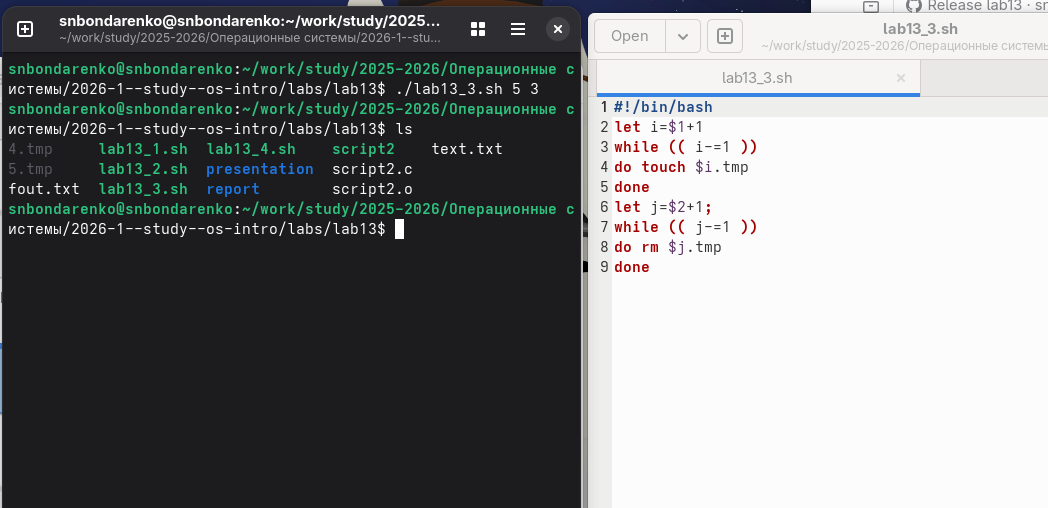 snbondarenko@snbondarenko:~/work/study/2025...
~/work/study/2025-2026/Операционные системы/2026-1--stu...
snbondarenko@snbondarenko:~/work/study/2025-2026/Операционные с
истемы/2026-1--study--os-intro/labs/lab13$ ./lab13_3.sh 5 3
snbondarenko@snbondarenko:~/work/study/2025-2026/Операционные с
истемы/2026-1--study--os-intro/labs/lab13$ ls
4.tmp lab13_1.sh lab13_4.sh script2 text.txt
5.tmp lab13_2.sh presentation script2.c
fout.txt lab13_3.sh report script2.o
snbondarenko@snbondarenko:~/work/study/2025-2026/Операционные с
истемы/2026-1--study--os-intro/labs/lab13$
Release lab13 · sn
Open
lab13_3.sh
~/work/study/2025-2026/Операционные системы
lab13_3.sh ×
1 #!/bin/bash
2 let i=$1+1
3 while (( i-=1 ))
4 do touch $i.tmp
5 done
6 let j=$2+1;
7 while (( j-=1 ))
8 do rm $j.tmp
9 done